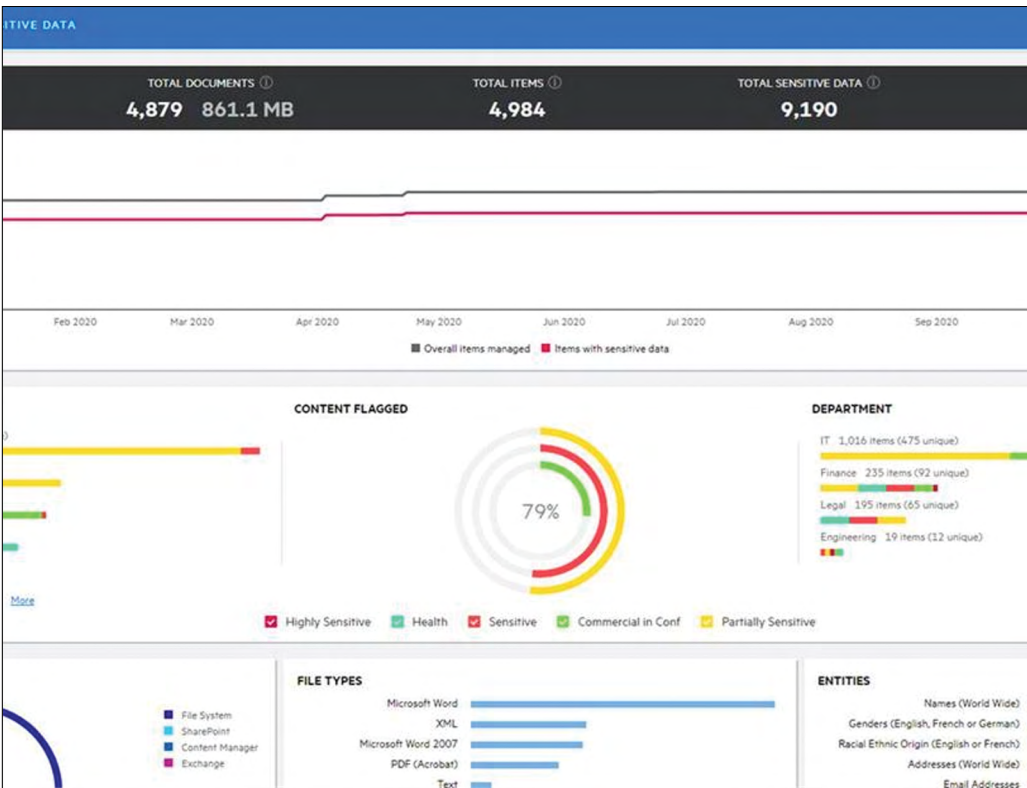 ITIVE DATA
TOTAL DOCUMENTS
4,879 861.1 MB
TOTAL ITEMS
4,984
TOTAL SENSITIVE DATA
9,190
Feb 2020 Mar 2020 Apr 2020 May 2020 Jun 2020 Jul 2020 Aug 2020 Sep 2020
Overall items managed Items with sensitive data
)
More
CONTENT FLAGGED
79%
DEPARTMENT
IT 1,016 items (475 unique)
Finance 235 items (92 unique)
Legal 195 items (65 unique)
Engineering 19 items (12 unique)
Highly Sensitive Health Sensitive Commercial in Conf Partially Sensitive
File System
SharePoint
Content Manager
Exchange
FILE TYPES
Microsoft Word
XML
Microsoft Word 2007
PDF (Acrobat)
Text
ENTITIES
Names (World Wide)
Genders (English, French or German)
Racial Ethnic Origin (English or French)
Addresses (World Wide)
Email Addresses